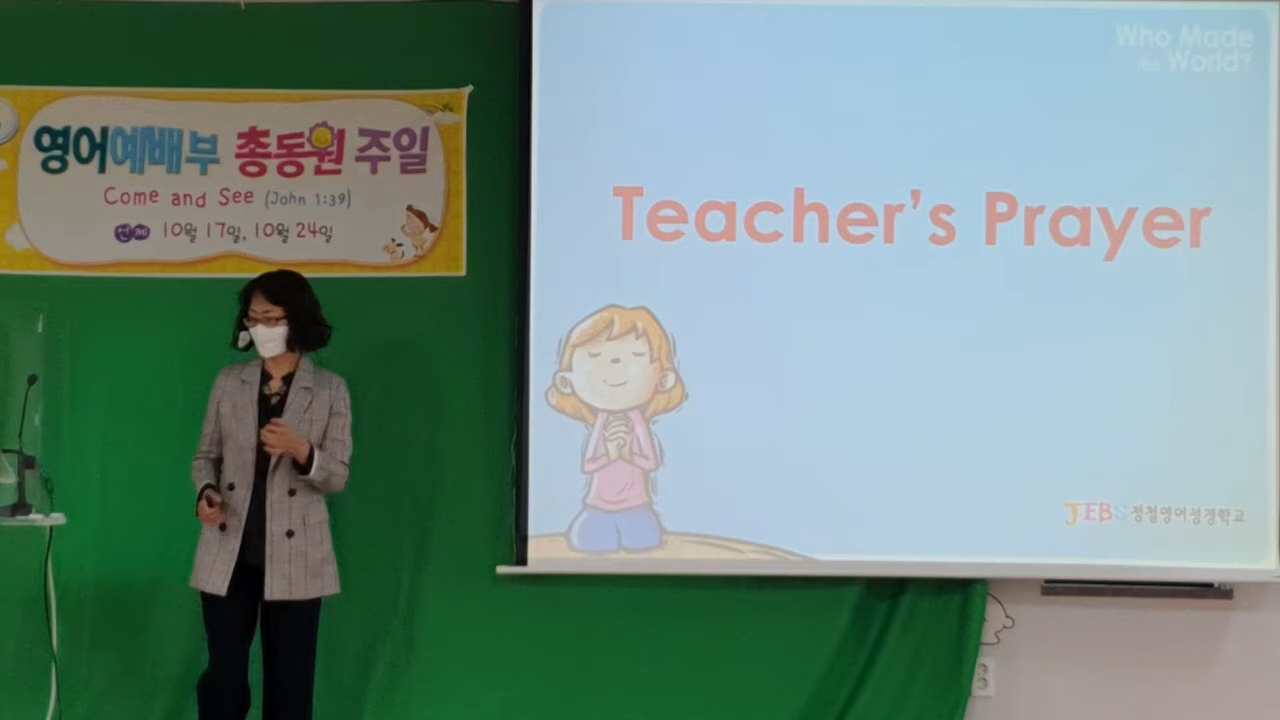 영어예배부 총동원 주일
Come and See (John 1:39)
언제 10월 17일, 10월 24일
Who Made
the World?
Teacher's Prayer
JEBS 정철영어성경학교